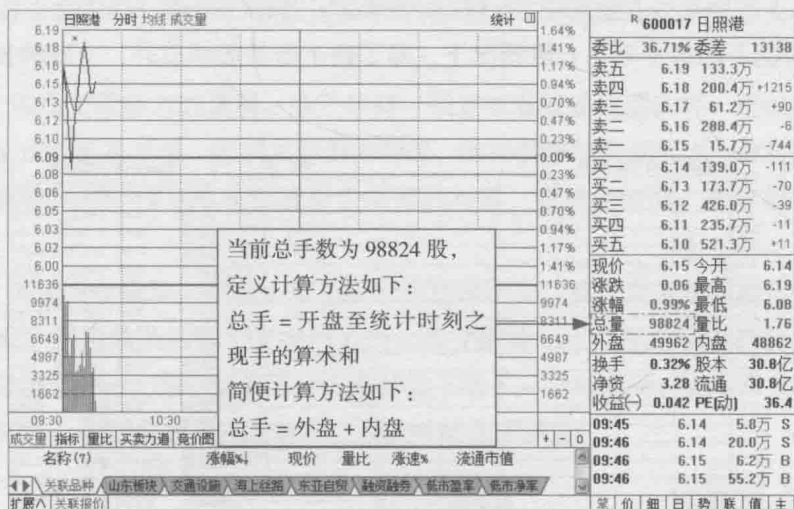 日照港 分时 均线 成交量 统计
6.19 1.64%
6.18 1.41%
6.16 1.17%
6.15 0.94%
6.13 0.70%
6.12 0.47%
6.10 0.23%
6.09 0.00%
6.08 0.23%
6.06 0.47%
6.05 0.70%
6.03 0.94%
6.02 1.17%
6.00 1.41%
11636 11636
9974 9974
8311 8311
6649 6649
4987 4987
3325 3325
1662 1662
09:30 10:30
当前总手数为 98824 股，
定义计算方法如下：
总手 = 开盘至统计时刻之
现手的算术和
简便计算方法如下：
总手 = 外盘 + 内盘
成交量 指标 量比 买卖力道 竞价图 + - 0
名称(7) 涨幅%↓ 现价 量比 涨速% 流通市值
关联品种 山东板块 交通设施 海上丝路 东亚自贸 融资融券 低市盈率 低市净率
扩展∧ 关联报价
R 600017 日照港
委比 36.71% 委差 13138
卖五 6.19 133.3万
卖四 6.18 200.4万 +1215
卖三 6.17 61.2万 +90
卖二 6.16 288.4万 -6
卖一 6.15 15.7万 -744
买一 6.14 139.0万 -111
买二 6.13 173.7万 -70
买三 6.12 426.0万 -39
买四 6.11 235.7万 -11
买五 6.10 521.3万 +11
现价 6.15 今开 6.14
涨跌 0.06 最高 6.19
涨幅 0.99% 最低 6.08
总量 98824 量比 1.76
外盘 49962 内盘 48862
换手 0.32% 股本 30.8亿
净资 3.28 流通 30.8亿
收益(一) 0.042 PE[动] 36.4
09:45 6.14 5.8万 S
09:46 6.14 20.0万 S
09:46 6.15 6.2万 B
09:46 6.15 55.2万 B
笔 价 细 日 势 联 值 主